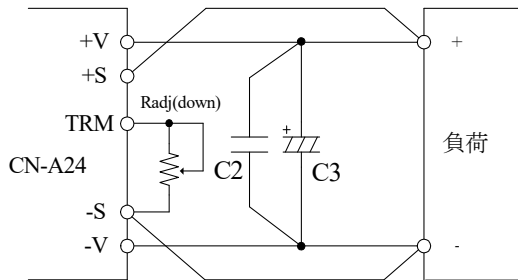 +V
+
+S
Radj(down)
TRM
+
負荷
CN-A24
C2
C3
-S
-V
-